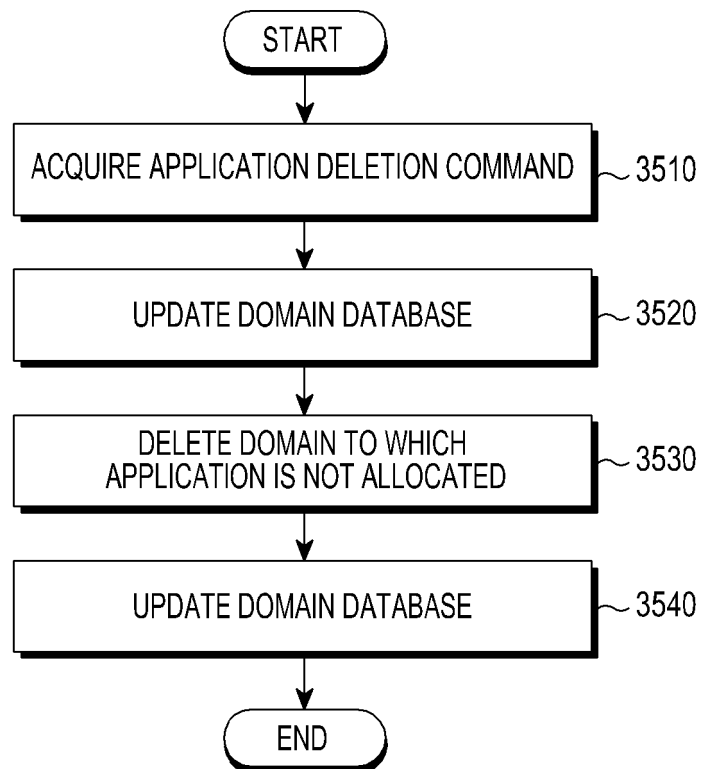 START
ACQUIRE APPLICATION DELETION COMMAND
3510
UPDATE DOMAIN DATABASE
3520
DELETE DOMAIN TO WHICH
APPLICATION IS NOT ALLOCATED
3530
UPDATE DOMAIN DATABASE
3540
END